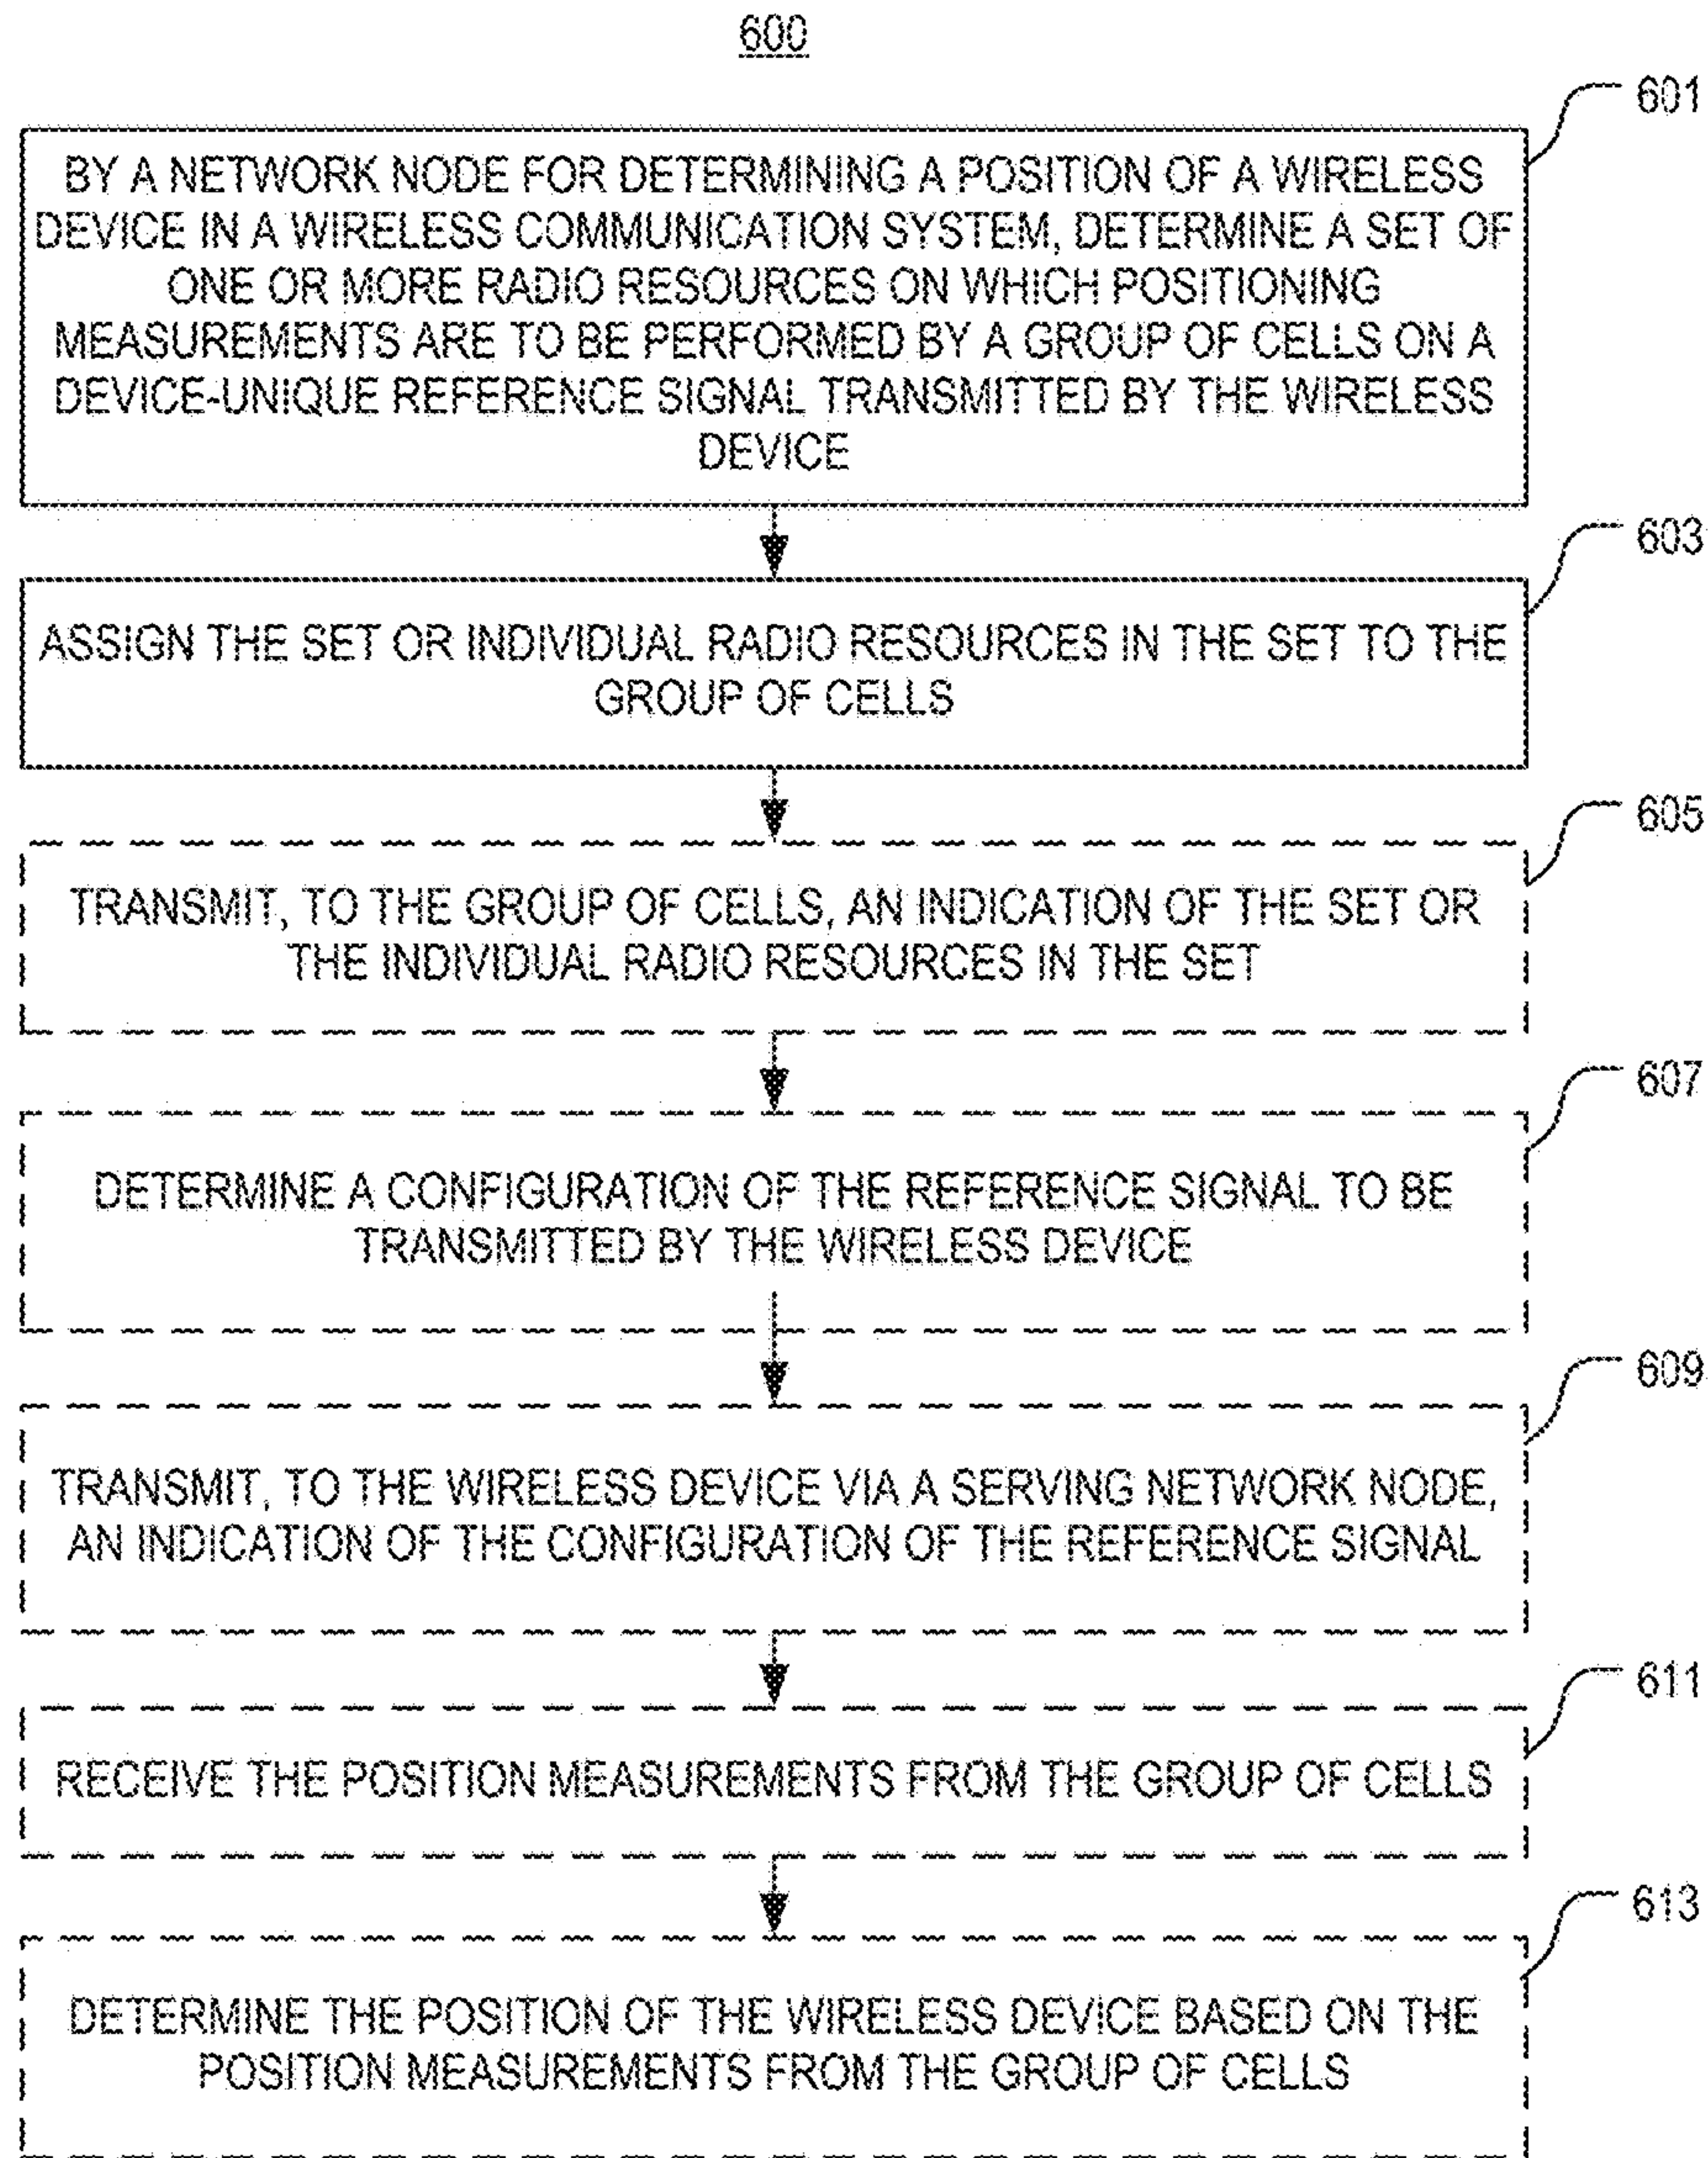 600
601
BY A NETWORK NODE FOR DETERMINING A POSITION OF A WIRELESS
DEVICE IN A WIRELESS COMMUNICATION SYSTEM, DETERMINE A SET OF
ONE OR MORE RADIO RESOURCES ON WHICH POSITIONING
MEASUREMENTS ARE TO BE PERFORMED BY A GROUP OF CELLS ON A
DEVICE-UNIQUE REFERENCE SIGNAL TRANSMITTED BY THE WIRELESS
DEVICE
603
ASSIGN THE SET OR INDIVIDUAL RADIO RESOURCES IN THE SET TO THE
GROUP OF CELLS
605
TRANSMIT, TO THE GROUP OF CELLS, AN INDICATION OF THE SET OR
THE INDIVIDUAL RADIO RESOURCES IN THE SET
607
DETERMINE A CONFIGURATION OF THE REFERENCE SIGNAL TO BE
TRANSMITTED BY THE WIRELESS DEVICE
609
TRANSMIT, TO THE WIRELESS DEVICE VIA A SERVING NETWORK NODE,
AN INDICATION OF THE CONFIGURATION OF THE REFERENCE SIGNAL
611
RECEIVE THE POSITION MEASUREMENTS FROM THE GROUP OF CELLS
613
DETERMINE THE POSITION OF THE WIRELESS DEVICE BASED ON THE
POSITION MEASUREMENTS FROM THE GROUP OF CELLS